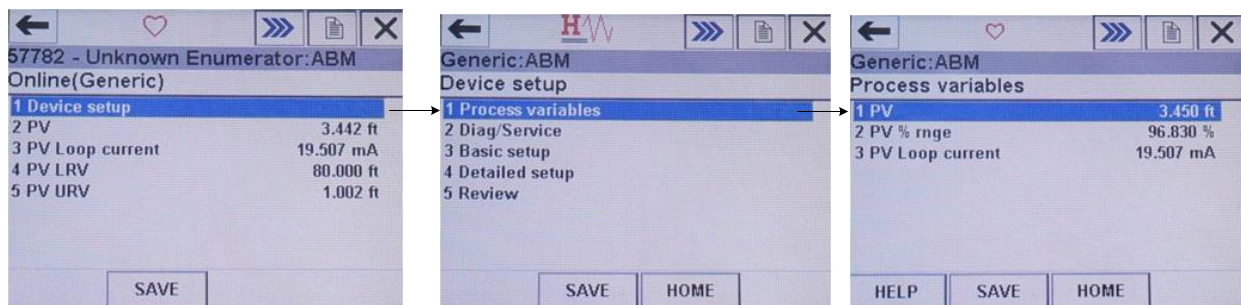 57782 - Unknown Enumerator:ABM
Online(Generic)
1 Device setup
2 PV 3.442 ft
3 PV Loop current 19.507 mA
4 PV LRV 80.000 ft
5 PV URV 1.002 ft
SAVE
H
Generic:ABM
Device setup
1 Process variables
2 Diag/Service
3 Basic setup
4 Detailed setup
5 Review
SAVE HOME
Generic:ABM
Process variables
1 PV 3.450 ft
2 PV % rnge 96.830 %
3 PV Loop current 19.507 mA
HELP SAVE HOME